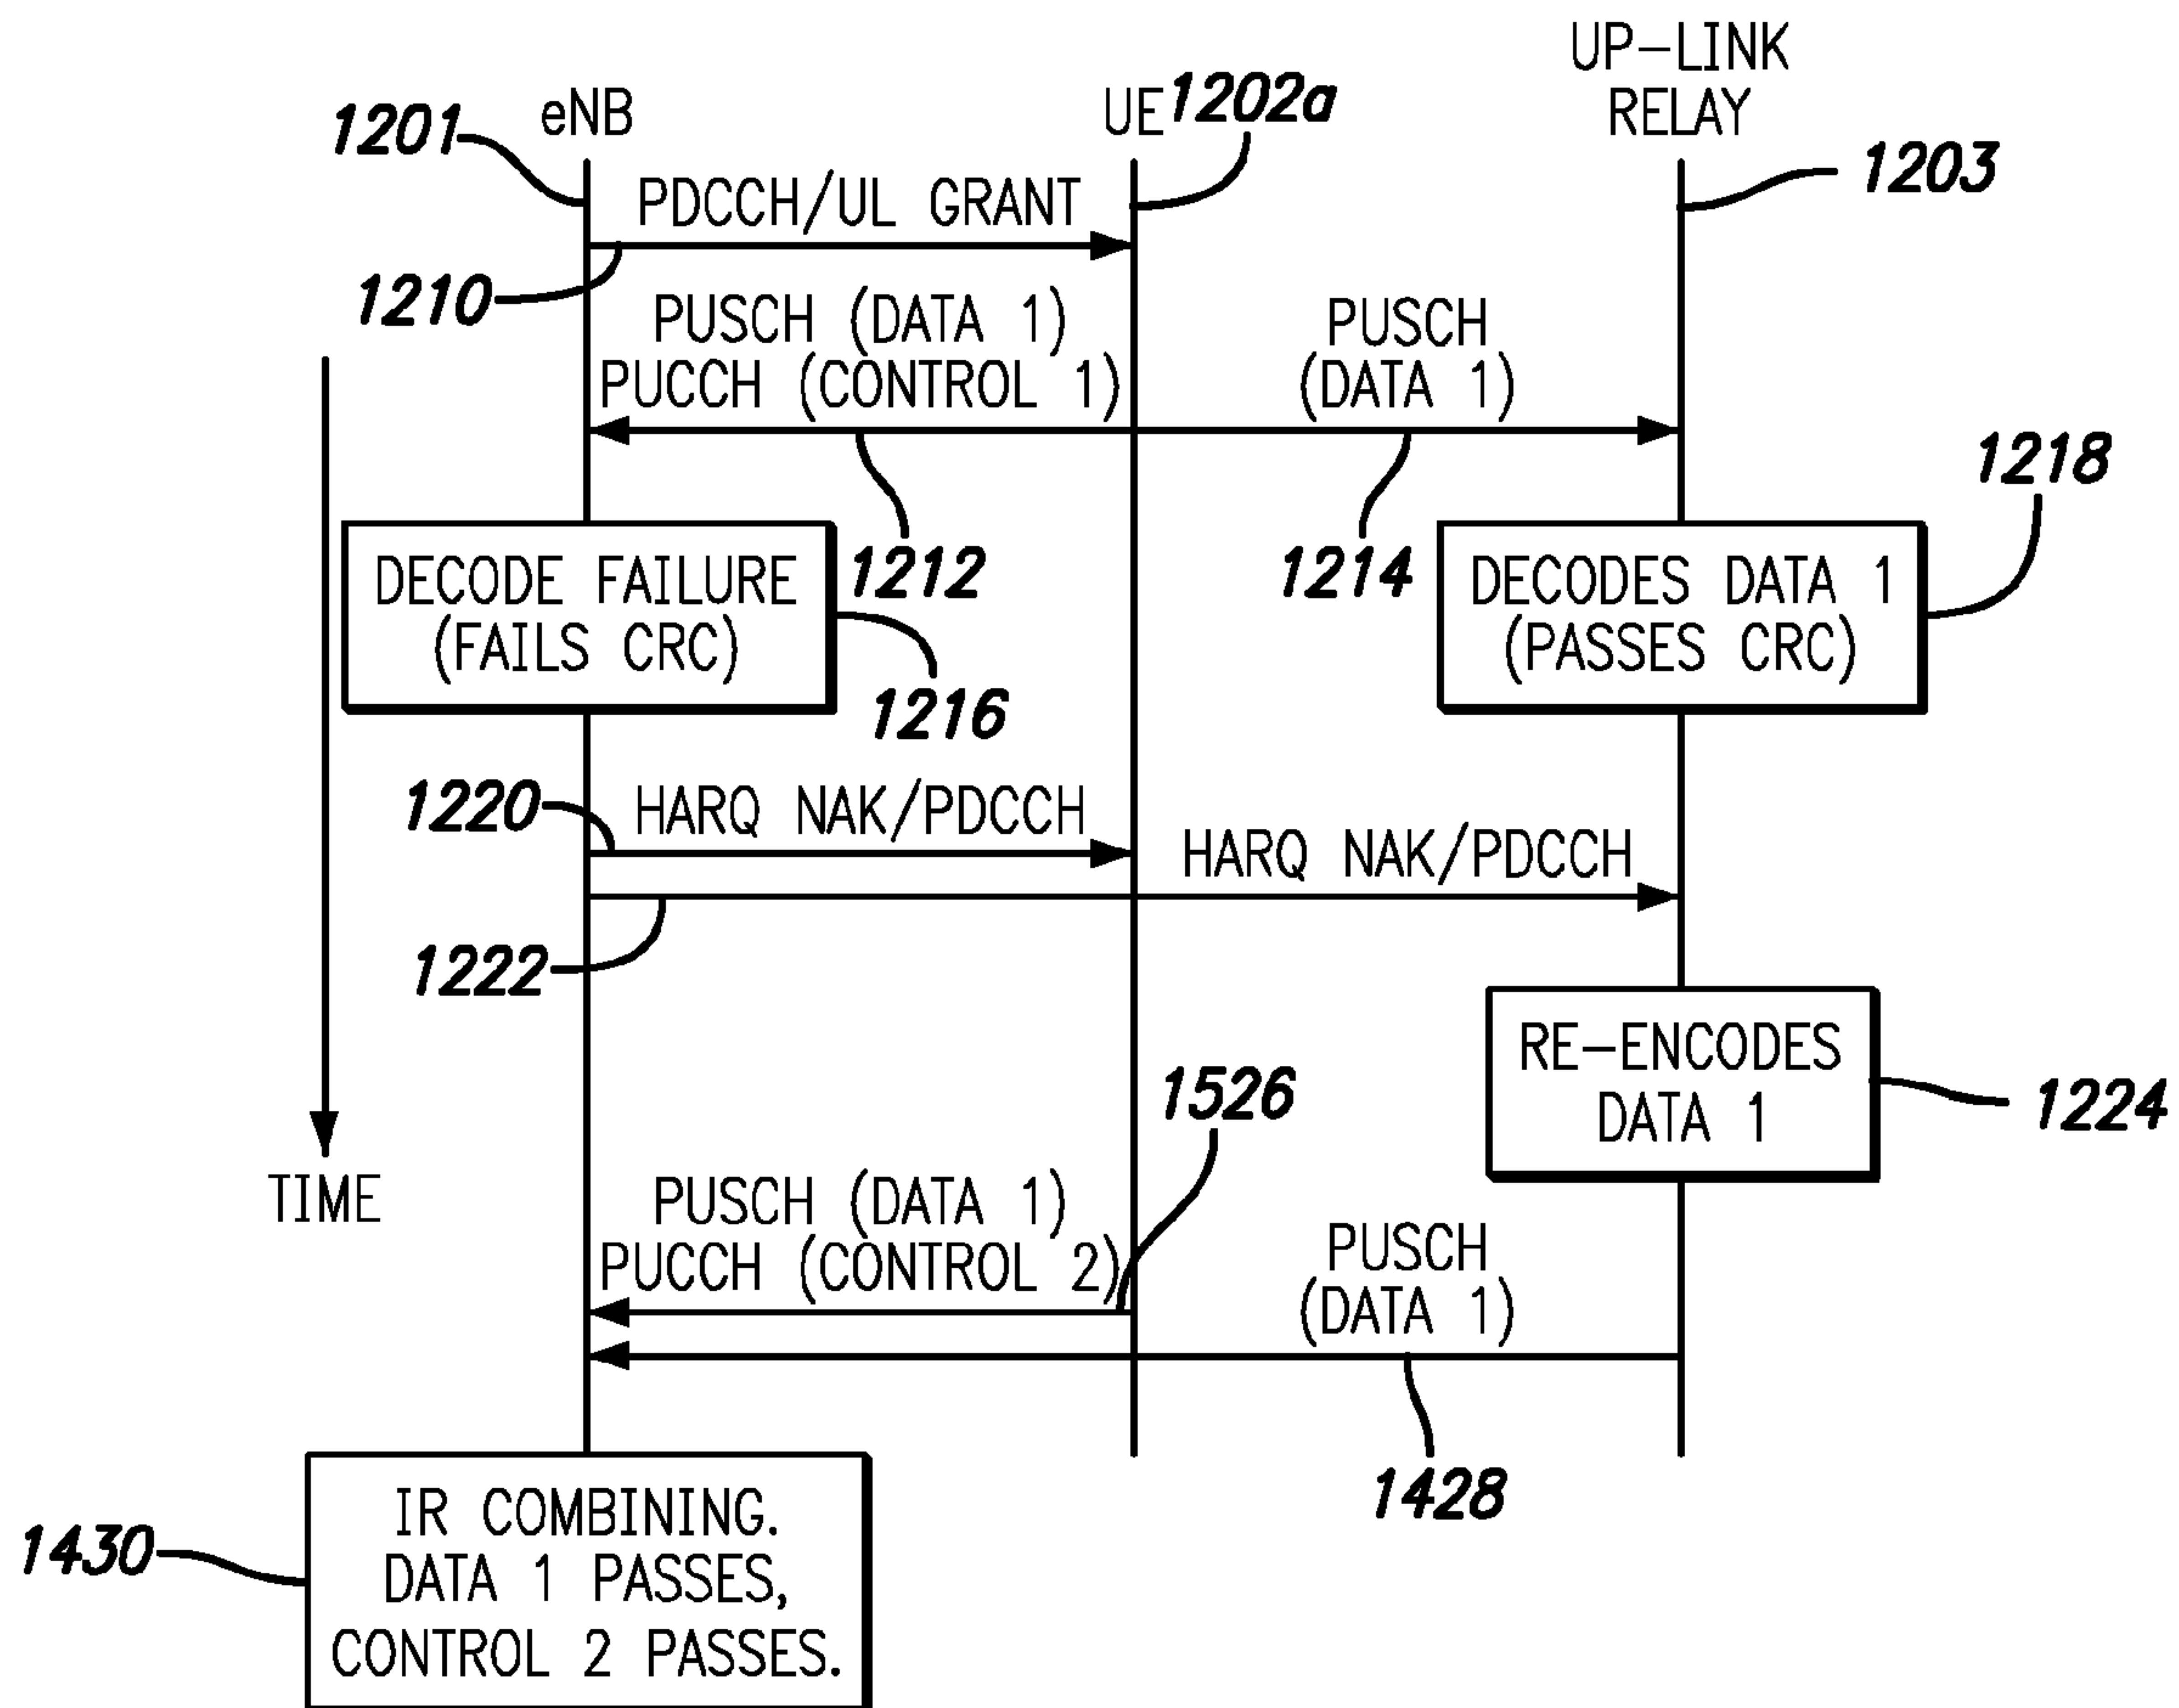 UP-LINK
RELAY
eNB
UE
1202a
1201
1203
PDCCH/UL GRANT
1210
PUSCH (DATA 1)
PUCCH (CONTROL 1)
PUSCH
(DATA 1)
1212
1214
1218
DECODE FAILURE
(FAILS CRC)
DECODES DATA 1
(PASSES CRC)
1216
1220
HARQ NAK/PDCCH
HARQ NAK/PDCCH
1222
RE-ENCODES
DATA 1
1224
1526
TIME
PUSCH (DATA 1)
PUCCH (CONTROL 2)
PUSCH
(DATA 1)
1428
1430
IR COMBINING.
DATA 1 PASSES,
CONTROL 2 PASSES.